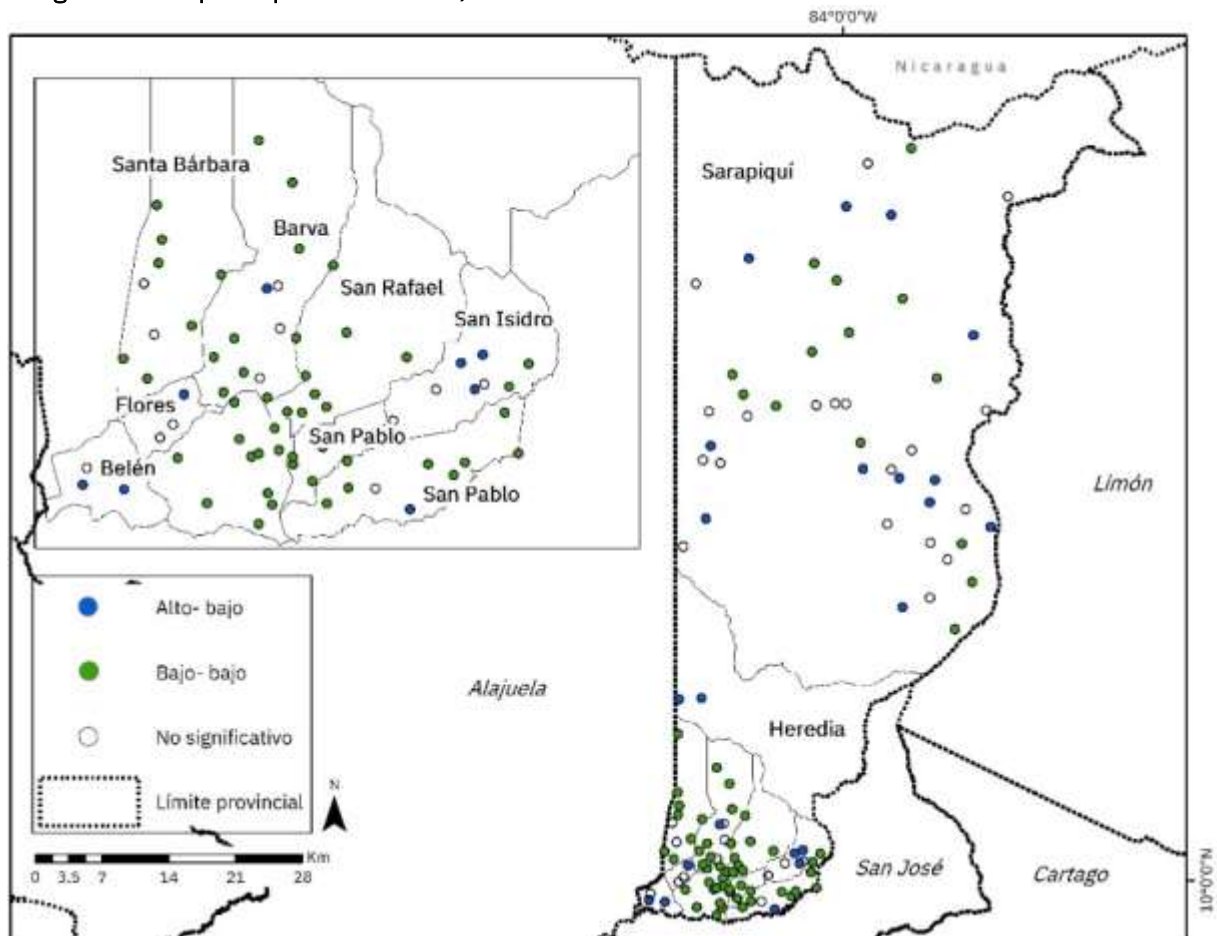 84°0'0"W
Nicaragua
Sarapiquí
Santa Bárbara
Barva
San Rafael
San Isidro
Flores
San Pablo
Belén
San Pablo
Limón
Alto- bajo
Bajo- bajo
No significativo
Límite provincial
N
Km
0 3.5 7 14 21 28
Alajuela
Heredia
San José
Cartago
10°0'0"N